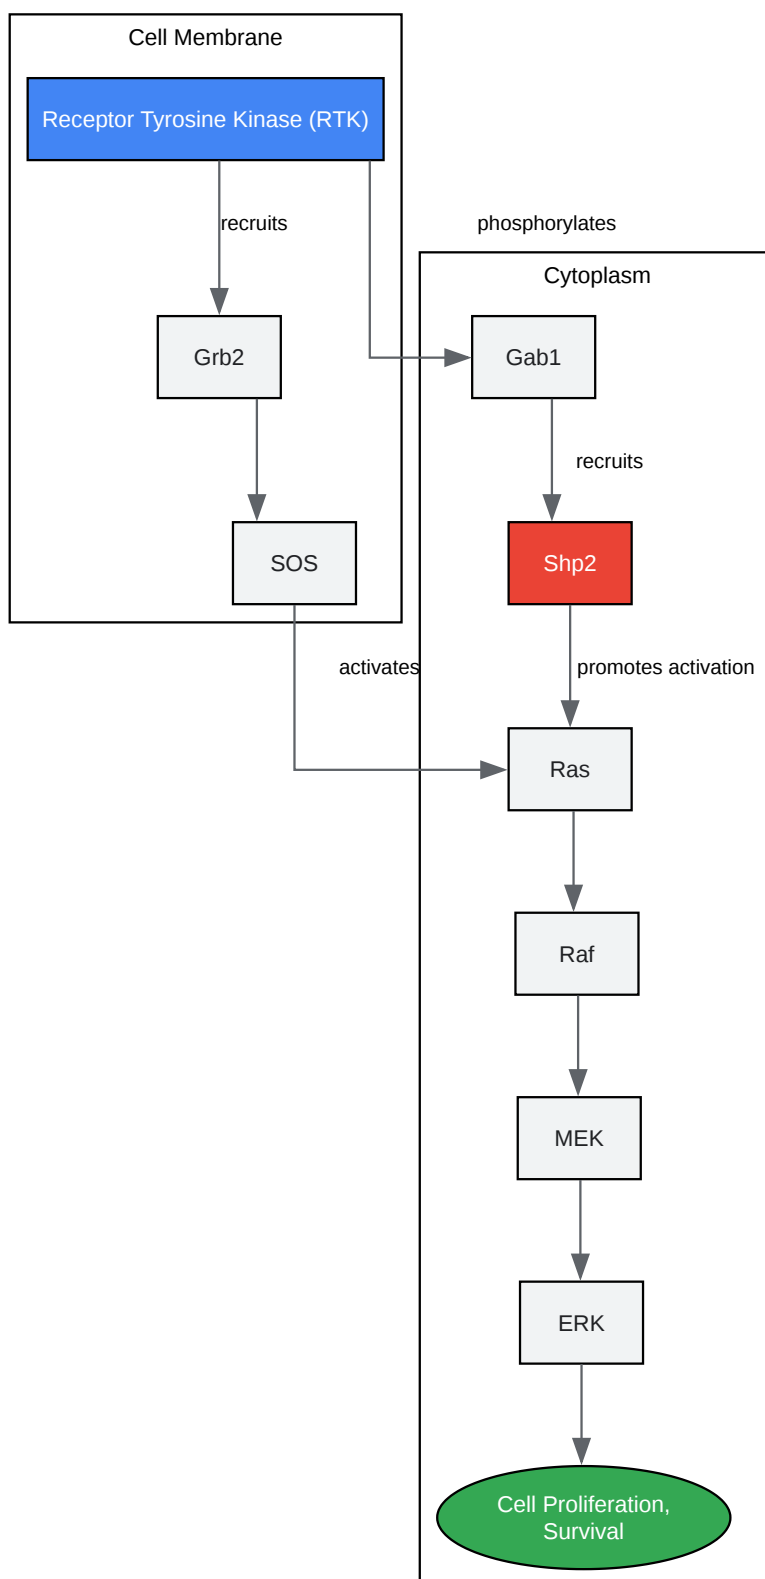 Cell Membrane
Receptor Tyrosine Kinase (RTK)
recruits
phosphorylates
Cytoplasm
Grb2
Gab1
recruits
SOS
Shp2
activates
promotes activation
Ras
Raf
MEK
ERK
Cell Proliferation,
Survival